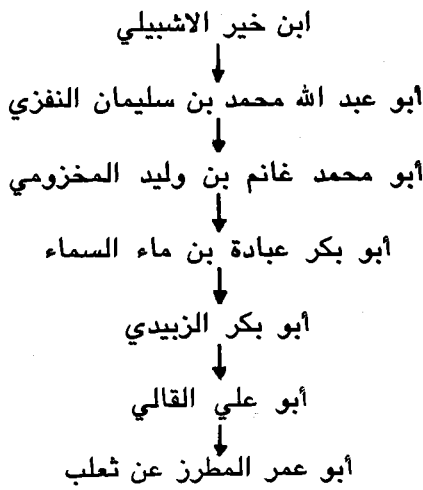 ابن خير الاشبيلي
أبو عبد الله محمد بن سليمان النفزي
أبو محمد غانم بن وليد المخزومي
أبو بكر عبادة بن ماء السماء
أبو بكر الزبيدي
أبو علي القالي
أبو عمر المطرز عن ثعلب